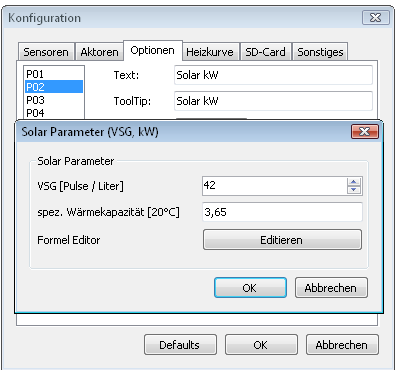 Konfiguration
Sensoren Aktoren Optionen Heizkurve SD-Card Sonstiges
P01 Text: Solar kW
P02
P03 ToolTip: Solar kW
P04
Solar Parameter (VSG, kW)
Solar Parameter
VSG [Pulse / Liter] 42
spez. Wärmekapazität [20°C] 3,65
Formel Editor Editieren
OK Abbrechen
Defaults OK Abbrechen